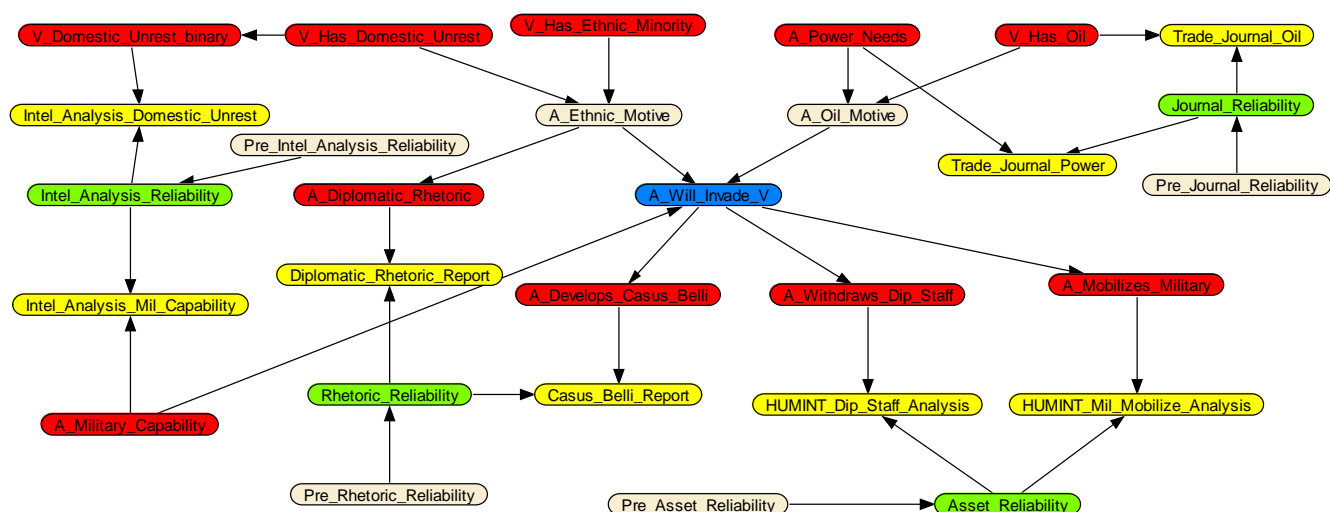 V_Has_Ethnic_Minority
V_Domestic_Unrest_binary
V_Has_Domestic_Unrest
A_Power_Needs
V_Has_Oil
Trade_Journal_Oil
Intel_Analysis_Domestic_Unrest
A_Ethnic_Motive
A_Oil_Motive
Journal_Reliability
Pre_Intel_Analysis_Reliability
Trade_Journal_Power
Intel_Analysis_Reliability
A_Diplomatic_Rhetoric
A_Will_Invade_V
Pre_Journal_Reliability
Diplomatic_Rhetoric_Report
Intel_Analysis_Mil_Capability
A_Develops_Casus_Belli
A_Withdraws_Dip_Staff
A_Mobilizes_Military
Rhetoric_Reliability
Casus_Belli_Report
HUMINT_Dip_Staff_Analysis
HUMINT_Mil_Mobilize_Analysis
A_Military_Capability
Pre_Rhetoric_Reliability
Pre_Asset_Reliability
Asset_Reliability